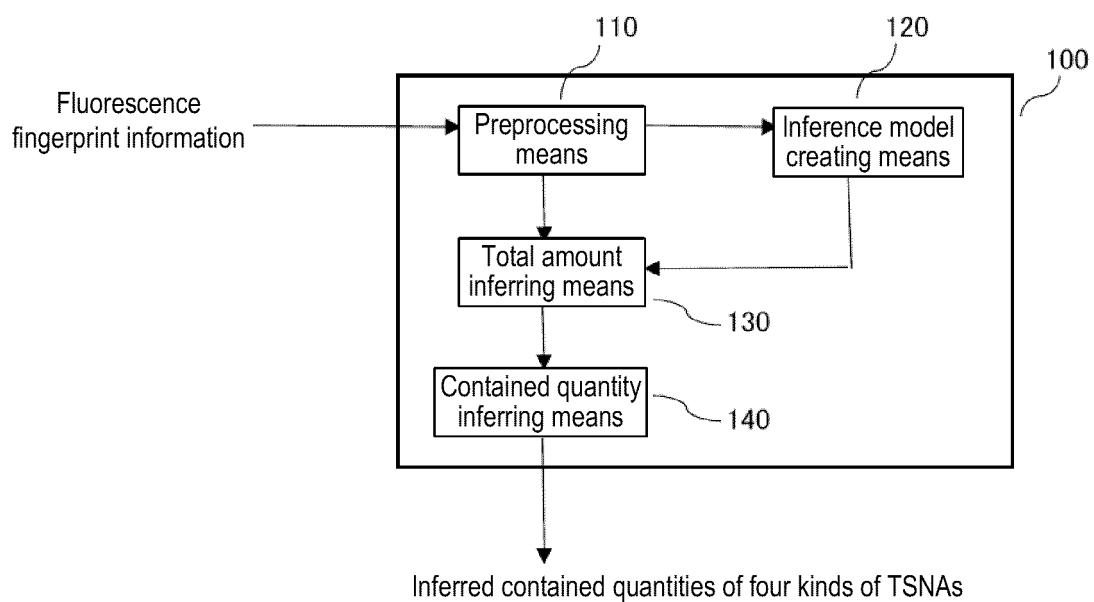 110
120
100
Fluorescence
fingerprint information
Preprocessing
means
Inference model
creating means
Total amount
inferring means
130
Contained quantity
inferring means
140
Inferred contained quantities of four kinds of TSNAs